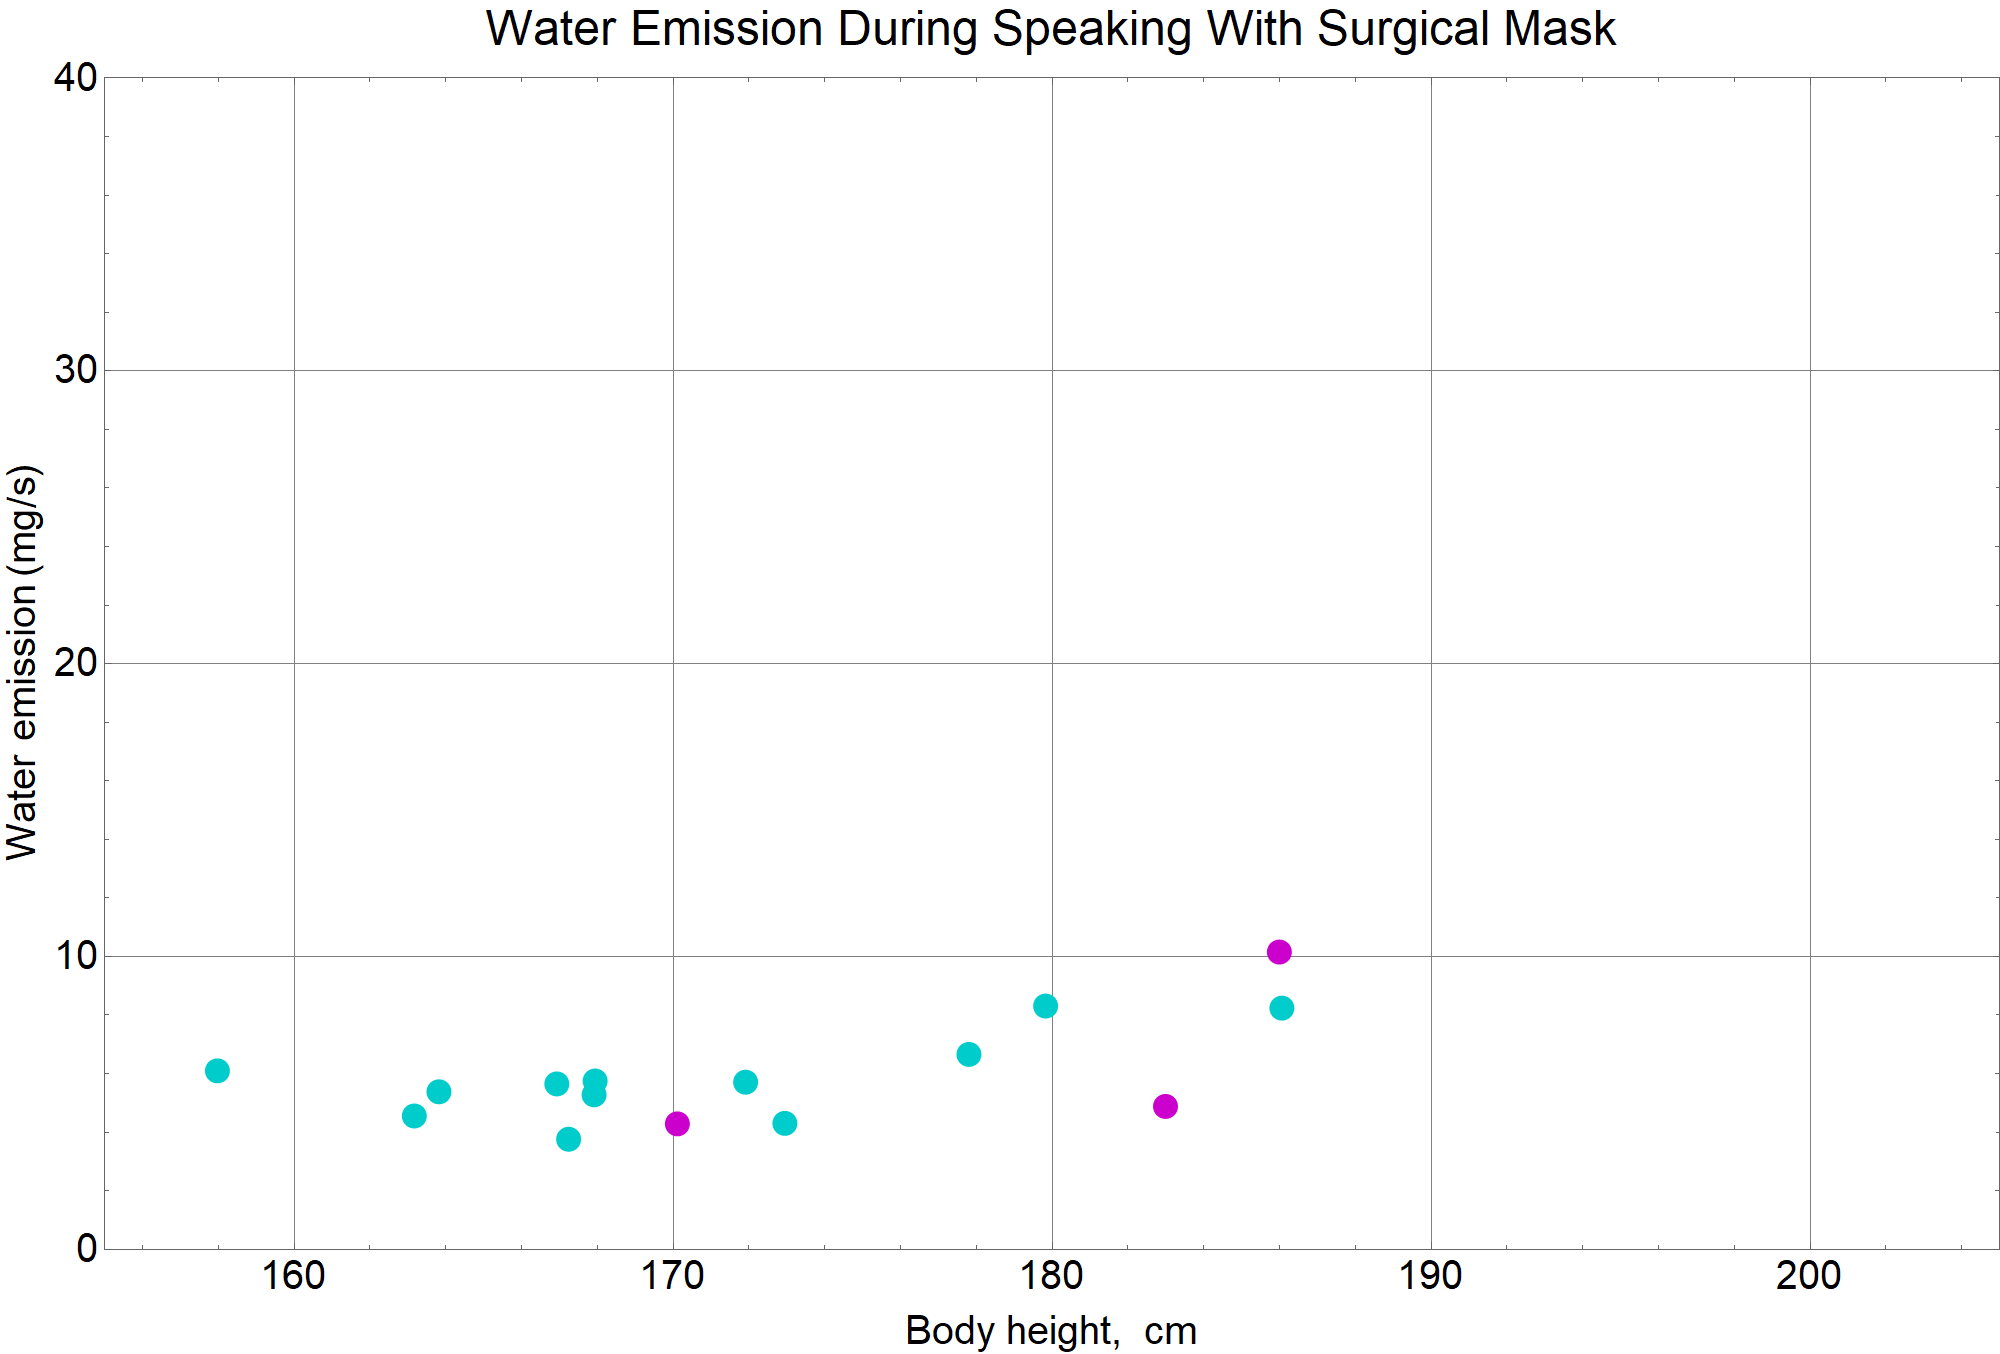 Water Emission During Speaking With Surgical Mask
40
30
20
10
0
Water emission (mg/s)
160 170 180 190 200
Body height, cm